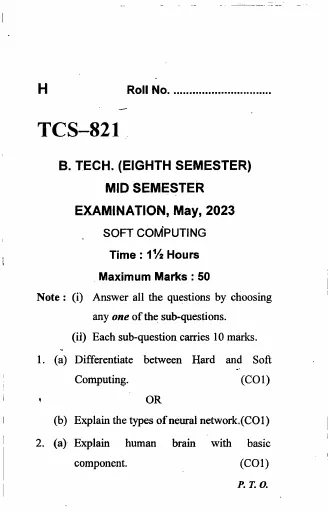 H Roll No. ...............................
TCS–821
B. TECH. (EIGHTH SEMESTER)
MID SEMESTER
EXAMINATION, May, 2023
SOFT COMPUTING
Time : 1½ Hours
Maximum Marks : 50
Note : (i) Answer all the questions by choosing
any one of the sub-questions.
(ii) Each sub-question carries 10 marks.
1. (a) Differentiate between Hard and Soft
Computing. (CO1)
OR
(b) Explain the types of neural network.(CO1)
2. (a) Explain human brain with basic
component. (CO1)
P. T. O.